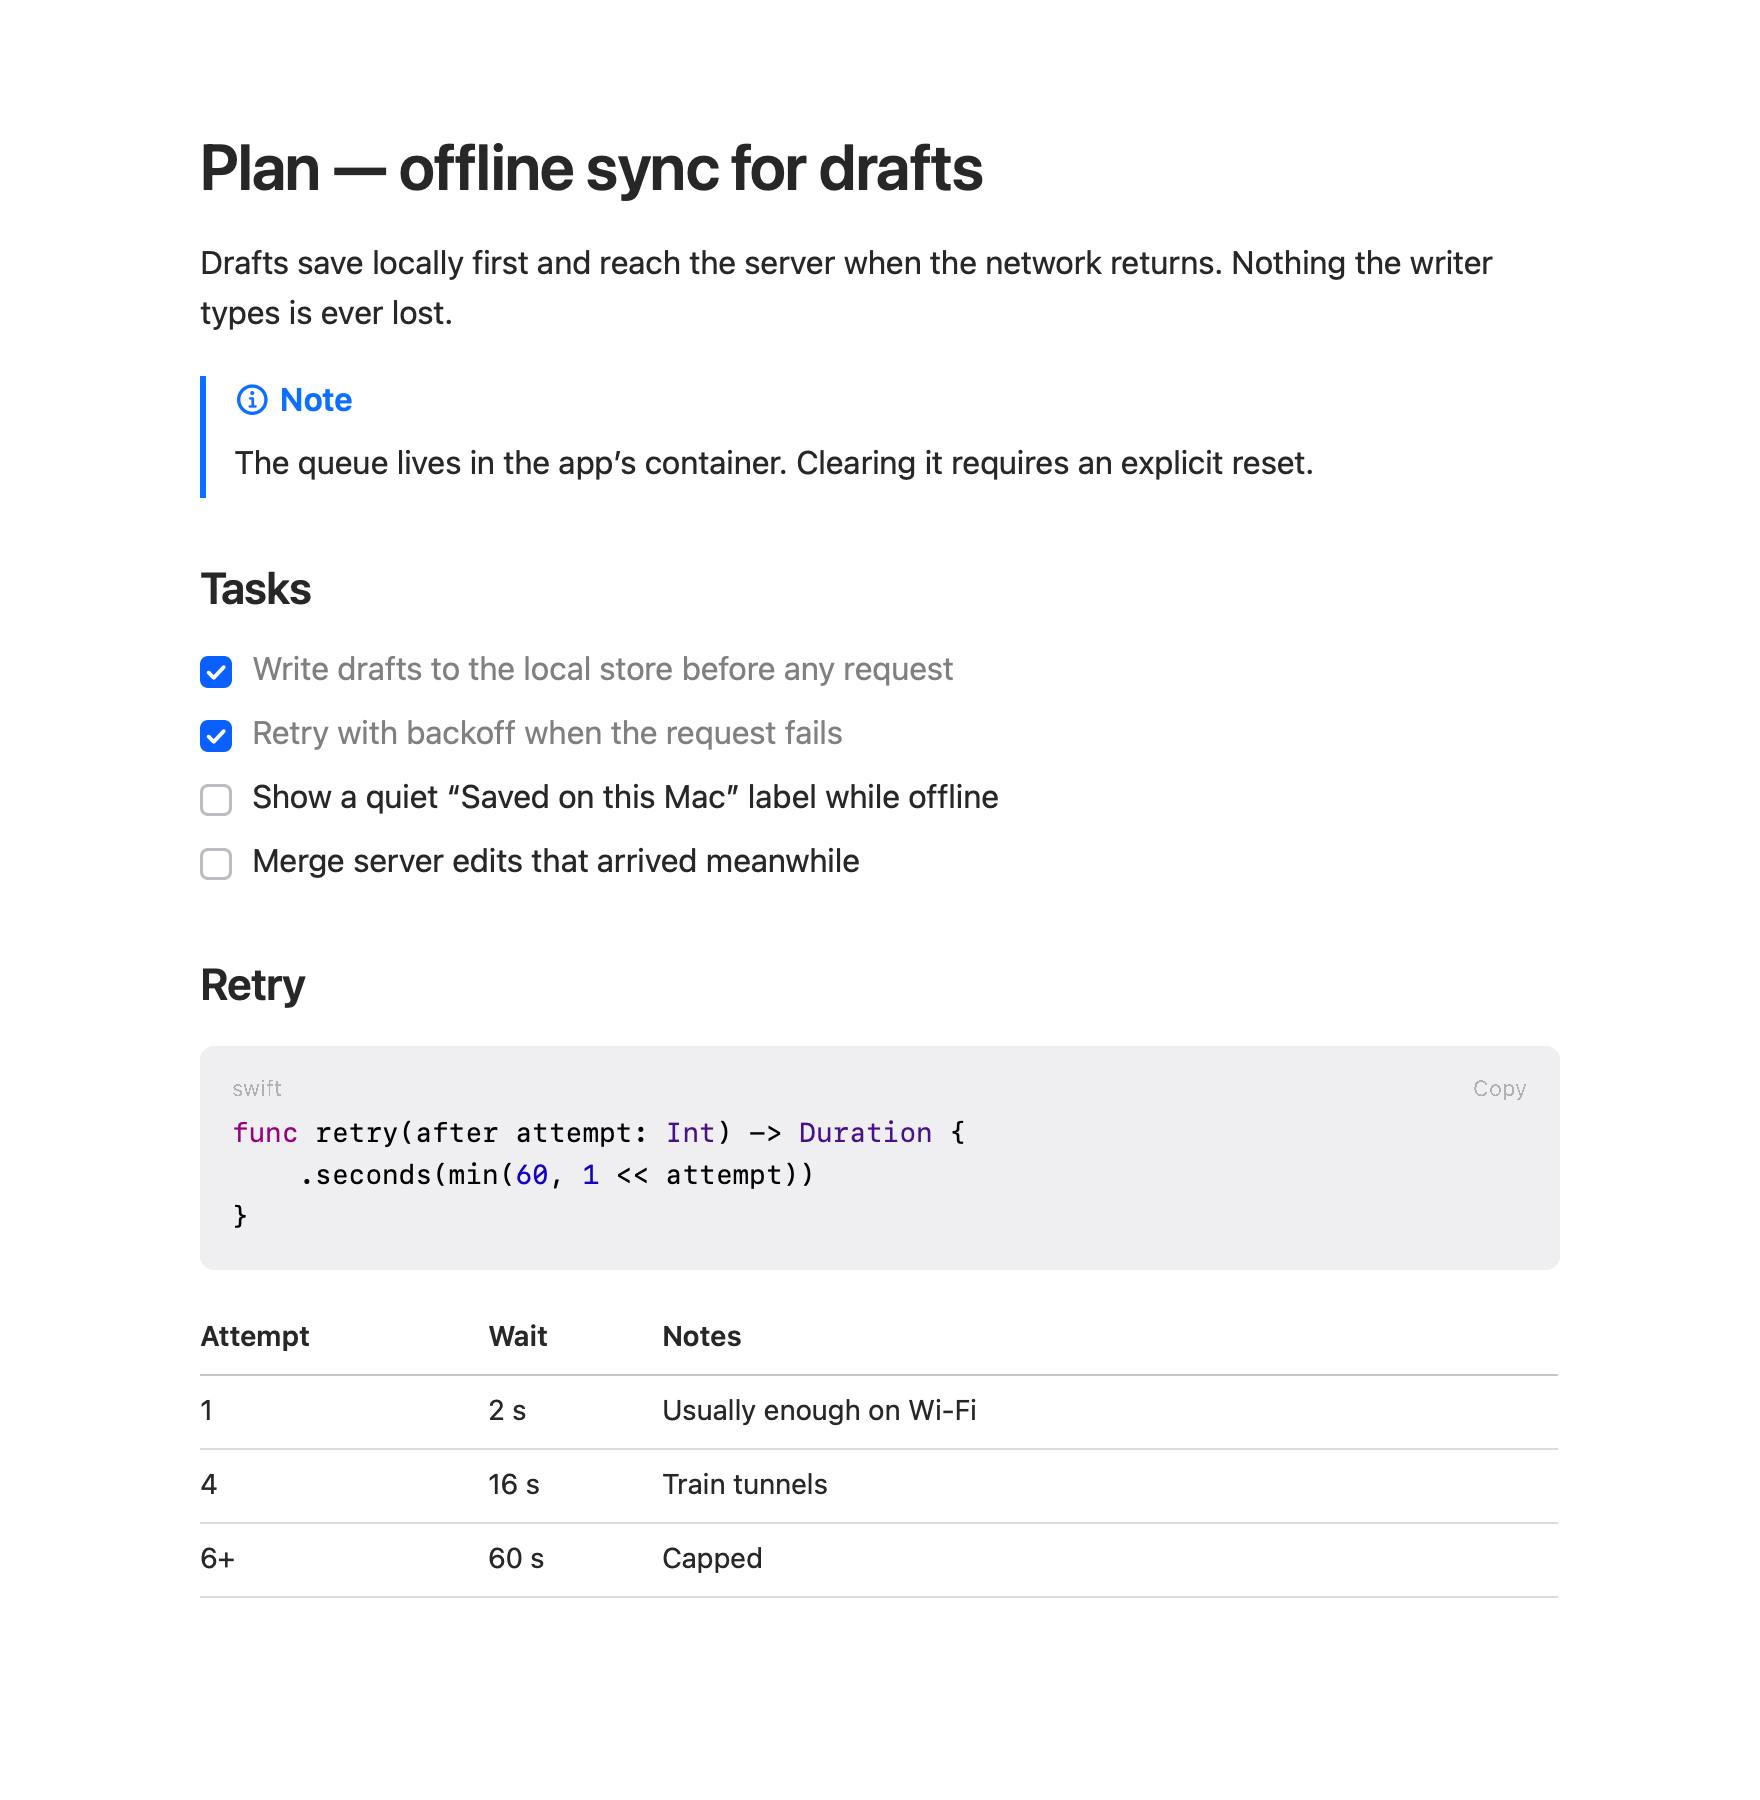 Plan — offline sync for drafts
Drafts save locally first and reach the server when the network returns. Nothing the writer
types is ever lost.
Note
The queue lives in the app’s container. Clearing it requires an explicit reset.
Tasks
Write drafts to the local store before any request
Retry with backoff when the request fails
Show a quiet “Saved on this Mac” label while offline
Merge server edits that arrived meanwhile
Retry
swift Copy
func retry(after attempt: Int) -> Duration {
    .seconds(min(60, 1 << attempt))
}
Attempt Wait Notes
1 2 s Usually enough on Wi-Fi
4 16 s Train tunnels
6+ 60 s Capped